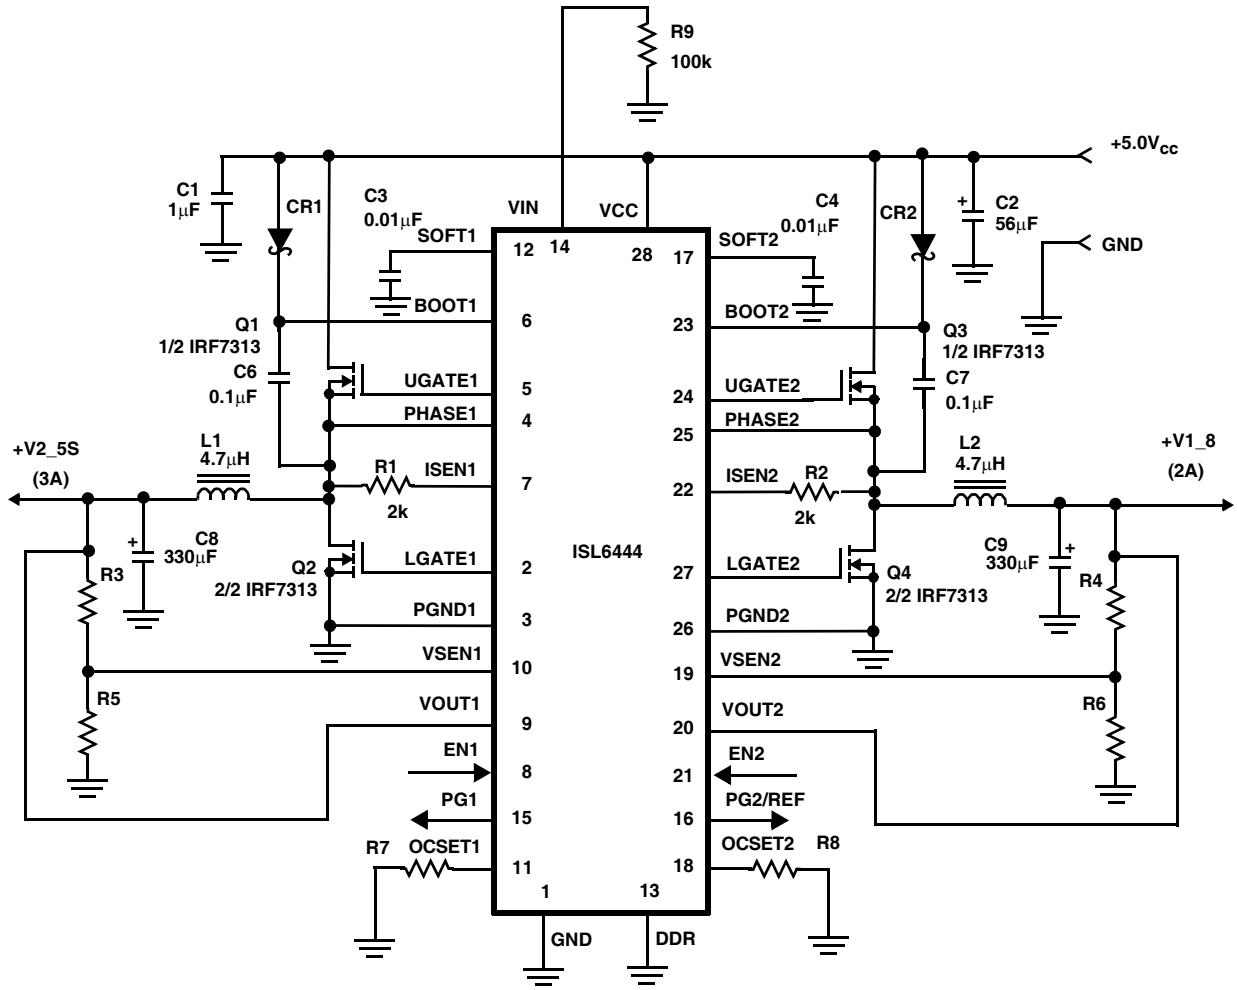 R9
100k
+5.0VCC
C1
1µF
CR1
C3
0.01µF
VIN
VCC
C4
0.01µF
CR2
+
C2
56µF
GND
SOFT1
12
14
28
17
SOFT2
BOOT1
6
23
BOOT2
Q1
1/2 IRF7313
C6
0.1µF
Q3
1/2 IRF7313
C7
0.1µF
UGATE1
5
24
UGATE2
PHASE1
4
25
PHASE2
+V2_5S
(3A)
L1
4.7µH
R1
2k
ISEN1
7
22
ISEN2
R2
2k
L2
4.7µH
+V1_8
(2A)
+
C8
330µF
R3
Q2
2/2 IRF7313
LGATE1
2
ISL6444
27
LGATE2
Q4
2/2 IRF7313
C9
330µF
+
R4
PGND1
3
26
PGND2
VSEN1
10
19
VSEN2
R5
R6
VOUT1
9
20
VOUT2
EN1
8
21
EN2
PG1
15
16
PG2/REF
R7
OCSET1
11
18
OCSET2
R8
1
13
GND
DDR